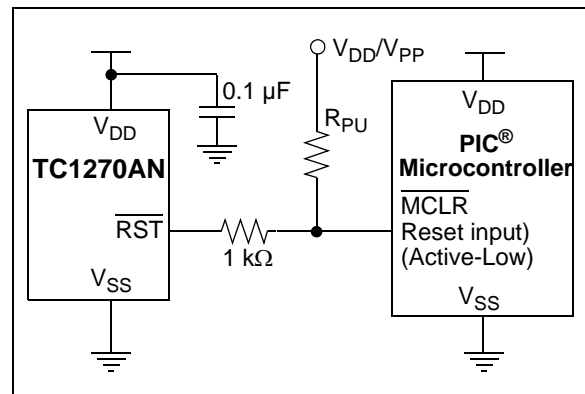 V_DD/V_PP
0.1 µF
V_DD
TC1270AN
R_PU
V_DD
PIC®
Microcontroller
RST
1 kΩ
MCLR
Reset input)
(Active-Low)
V_SS
V_SS